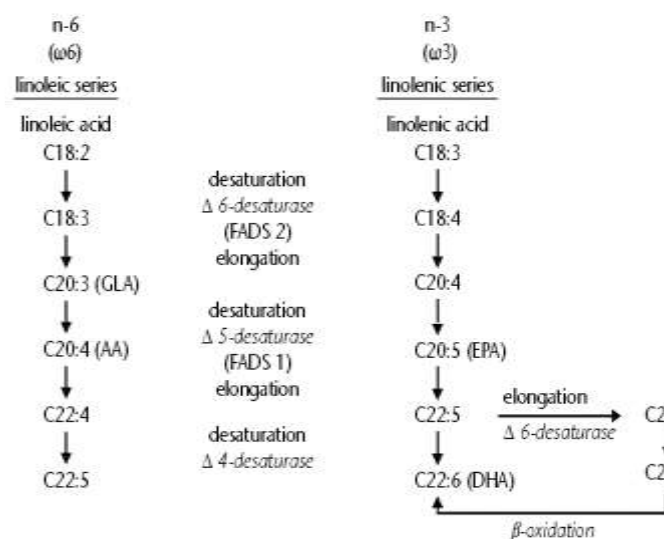 n-6
(ω6)
linoleic series
linoleic acid
C18:2
C18:3
C20:3 (GLA)
C20:4 (AA)
C22:4
C22:5
desaturation
Δ 6-desaturase
(FADS 2)
elongation
desaturation
Δ 5-desaturase
(FADS 1)
elongation
desaturation
Δ 4-desaturase
n-3
(ω3)
linolenic series
linolenic acid
C18:3
C18:4
C20:4
C20:5 (EPA)
C22:5
C22:6 (DHA)
elongation
Δ 6-desaturase
β-oxidation